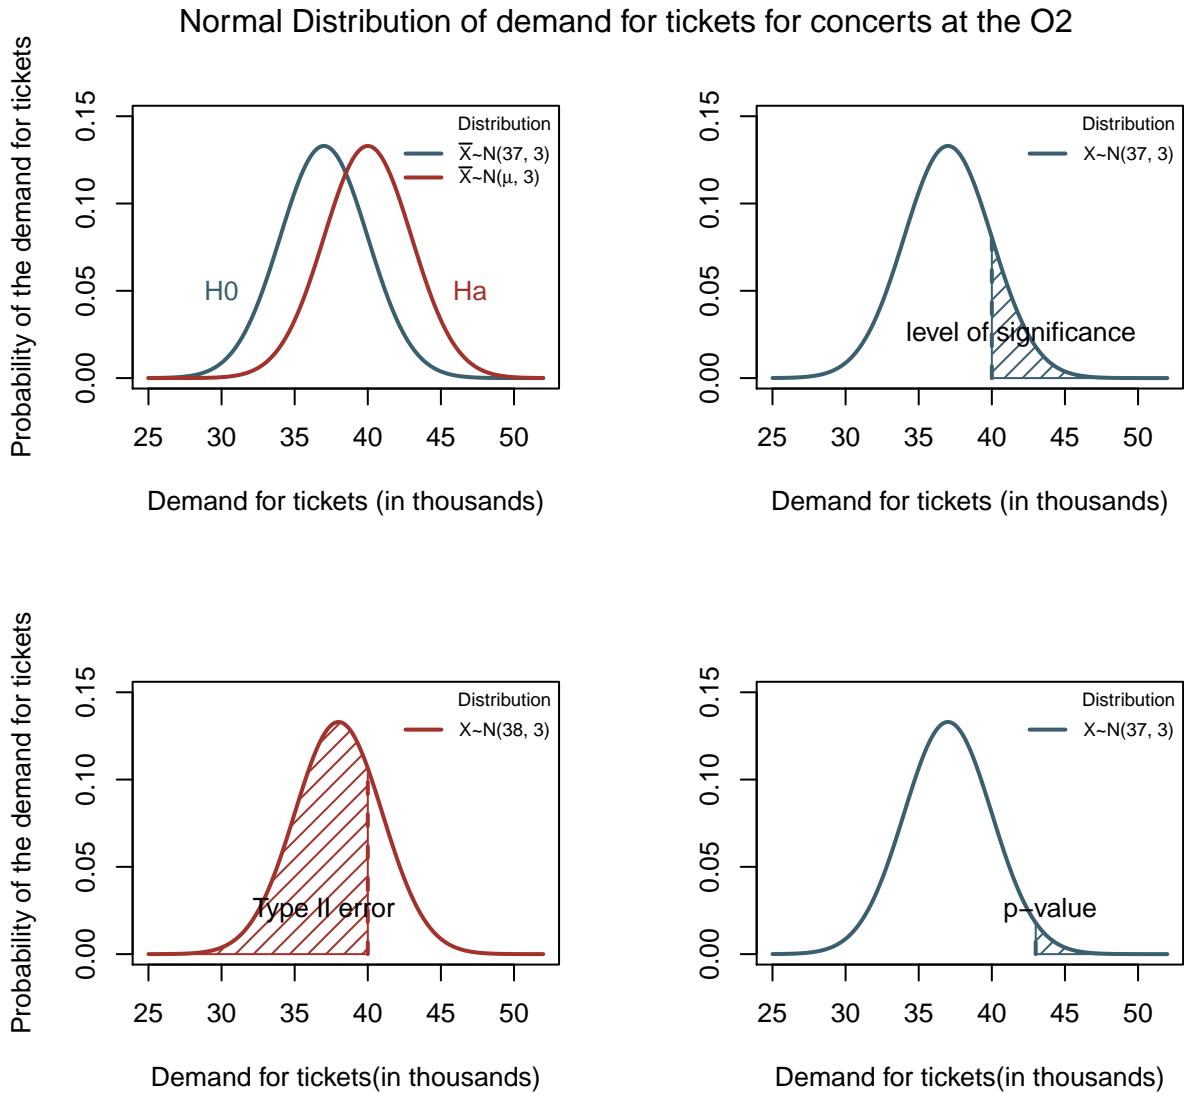 Normal Distribution of demand for tickets for concerts at the O2
Probability of the demand for tickets
0.00 0.05 0.10 0.15
Distribution
X̅~N(37, 3)
X̅~N(μ, 3)
H0
Ha
25 30 35 40 45 50
Demand for tickets (in thousands)
0.00 0.05 0.10 0.15
Distribution
X~N(37, 3)
level of significance
25 30 35 40 45 50
Demand for tickets (in thousands)
Probability of the demand for tickets
0.00 0.05 0.10 0.15
Distribution
X~N(38, 3)
Type II error
25 30 35 40 45 50
Demand for tickets(in thousands)
0.00 0.05 0.10 0.15
Distribution
X~N(37, 3)
p−value
25 30 35 40 45 50
Demand for tickets(in thousands)